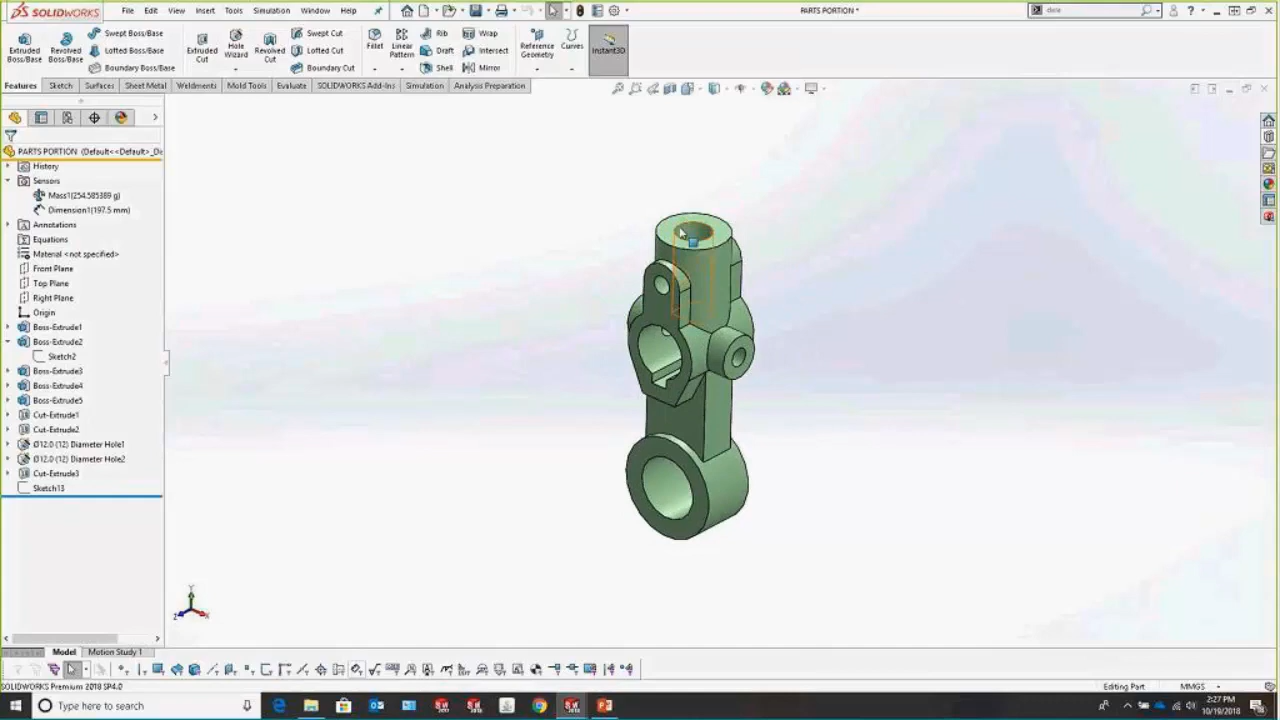 SOLIDWORKS File Edit View Insert Tools Simulation Window Help
PARTS PORTION *
Extruded Boss/Base
Revolved Boss/Base
Swept Boss/Base
Lofted Boss/Base
Boundary Boss/Base
Extruded Cut
Hole Wizard
Revolved Cut
Swept Cut
Lofted Cut
Boundary Cut
Fillet
Linear Pattern
Rib
Draft
Shell
Wrap
Intersect
Mirror
Reference Geometry
Curves
Instant3D
Features Sketch Surfaces Sheet Metal Weldments Mold Tools Evaluate SOLIDWORKS Add-Ins Simulation Analysis Preparation
PARTS PORTION (Default<<Default>_Di
History
Sensors
Mass1(254.585389 g)
Dimension1(197.5 mm)
Annotations
Equations
Material <not specified>
Front Plane
Top Plane
Right Plane
Origin
Boss-Extrude1
Boss-Extrude2
Sketch2
Boss-Extrude3
Boss-Extrude4
Boss-Extrude5
Cut-Extrude1
Cut-Extrude2
Ø12.0 (12) Diameter Hole1
Ø12.0 (12) Diameter Hole2
Cut-Extrude3
Sketch13
Y
Z X
Model Motion Study 1
SOLIDWORKS Premium 2018 SP4.0
Editing Part MMGS
Type here to search
2:27 PM
10/19/2018